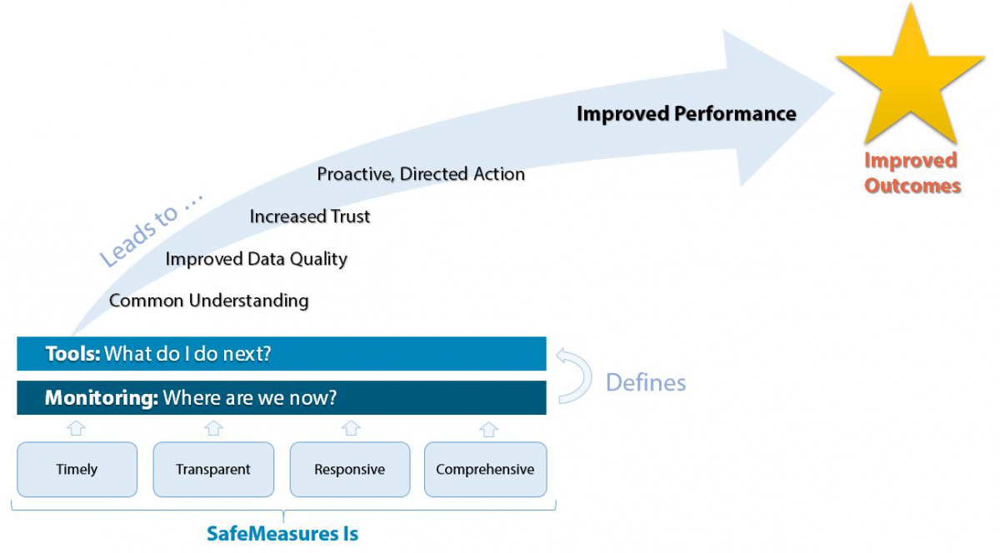 Improved Performance
Improved
Outcomes
Proactive, Directed Action
Leads to ...
Increased Trust
Improved Data Quality
Common Understanding
Tools: What do I do next?
Monitoring: Where are we now?
Defines
Timely
Transparent
Responsive
Comprehensive
SafeMeasures Is